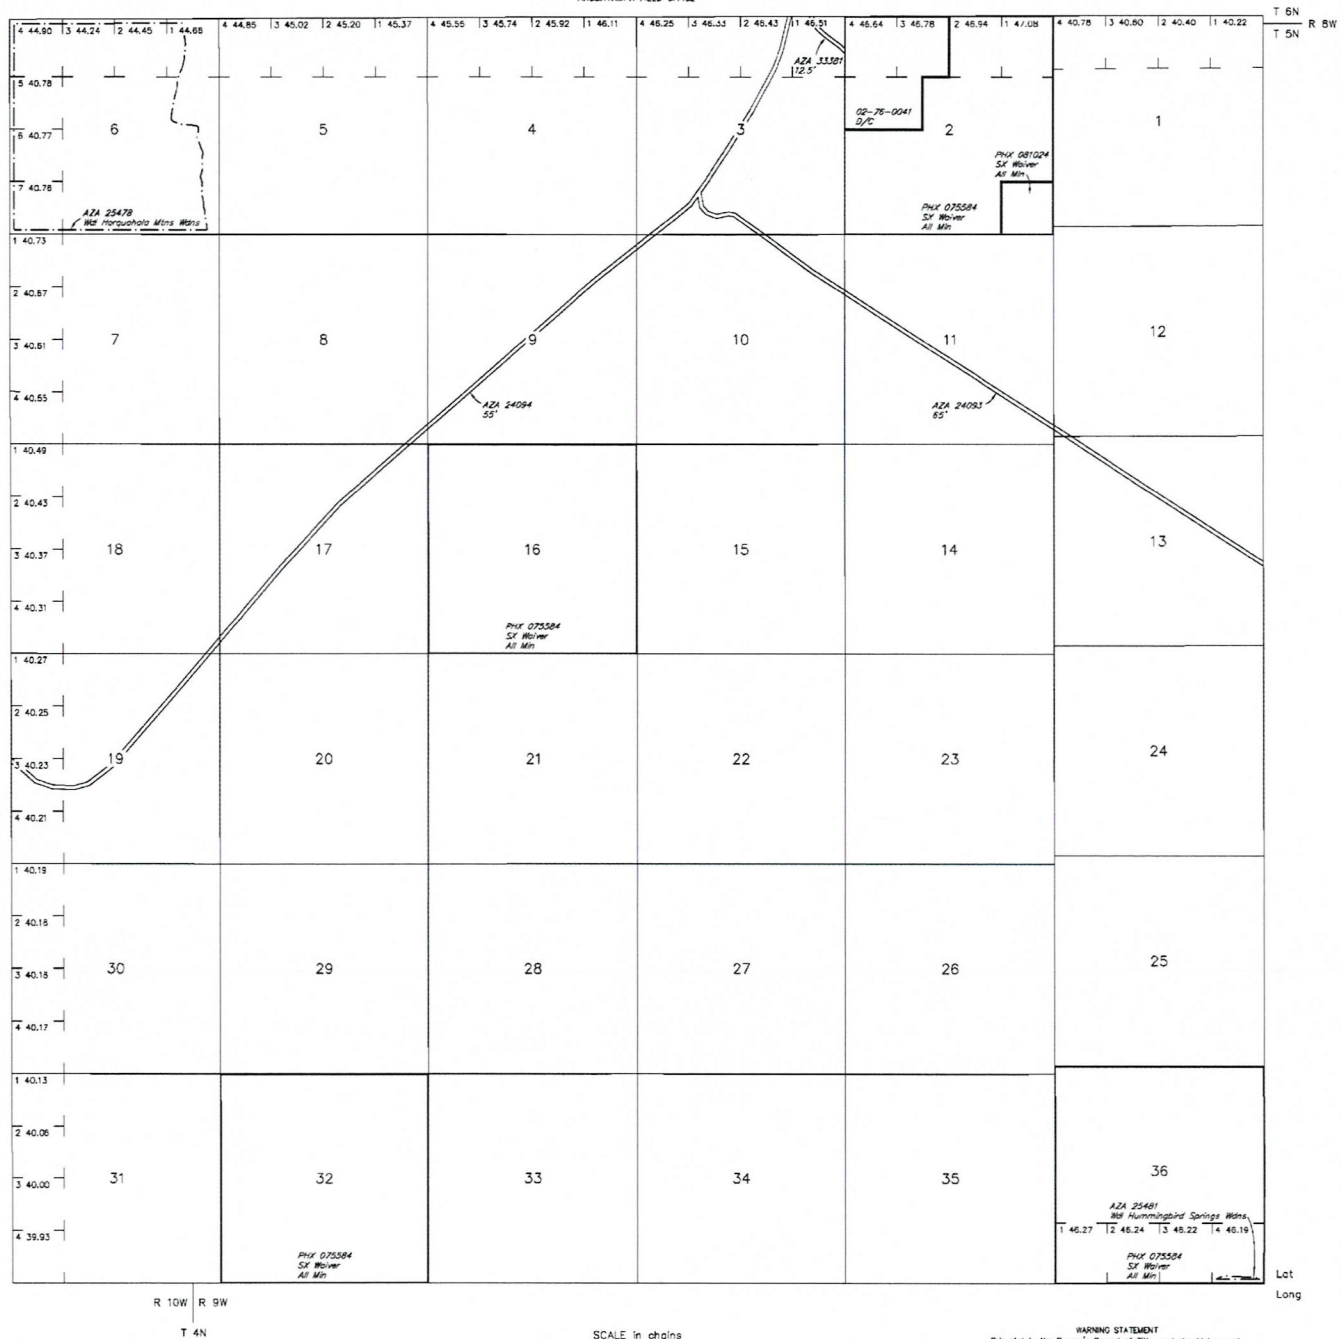 T 6N
R 8W
T 5N
4 44.90 3 44.24 2 44.45 1 44.68 4 44.85 3 45.02 2 45.20 1 45.37 4 45.55 3 45.74 2 45.92 1 46.11 4 46.25 3 46.33 2 46.43 1 46.51 4 46.64 3 46.78 2 46.94 1 47.08 4 40.78 3 40.60 2 40.40 1 40.22
AZA 33381
12.5'
5 40.78
02-76-0041
D/C
6 40.77
6 5 4 3 2 1
PHX 081024
SX Waiver
All Min
7 40.76
AZA 25478
Wdl Harquahala Mtns Wdns
PHX 075584
SX Waiver
All Min
1 40.73
2 40.67
3 40.61
7 8 9 10 11 12
4 40.55
AZA 24094
55'
AZA 24093
65'
1 40.49
2 40.43
3 40.37
18 17 16 15 14 13
4 40.31
PHX 075584
SX Waiver
All Min
1 40.27
2 40.25
3 40.23
19 20 21 22 23 24
4 40.21
1 40.19
2 40.18
3 40.18
30 29 28 27 26 25
4 40.17
1 40.13
2 40.06
3 40.00
31 32 33 34 35 36
4 39.93
AZA 25481
Wdl Hummingbird Springs Wdns
1 46.27 2 46.24 3 46.22 4 46.19
PHX 075584
SX Waiver
All Min
PHX 075584
SX Waiver
All Min
Lat
Long
R 10W R 9W
T 4N
SCALE in chains
WARNING STATEMENT